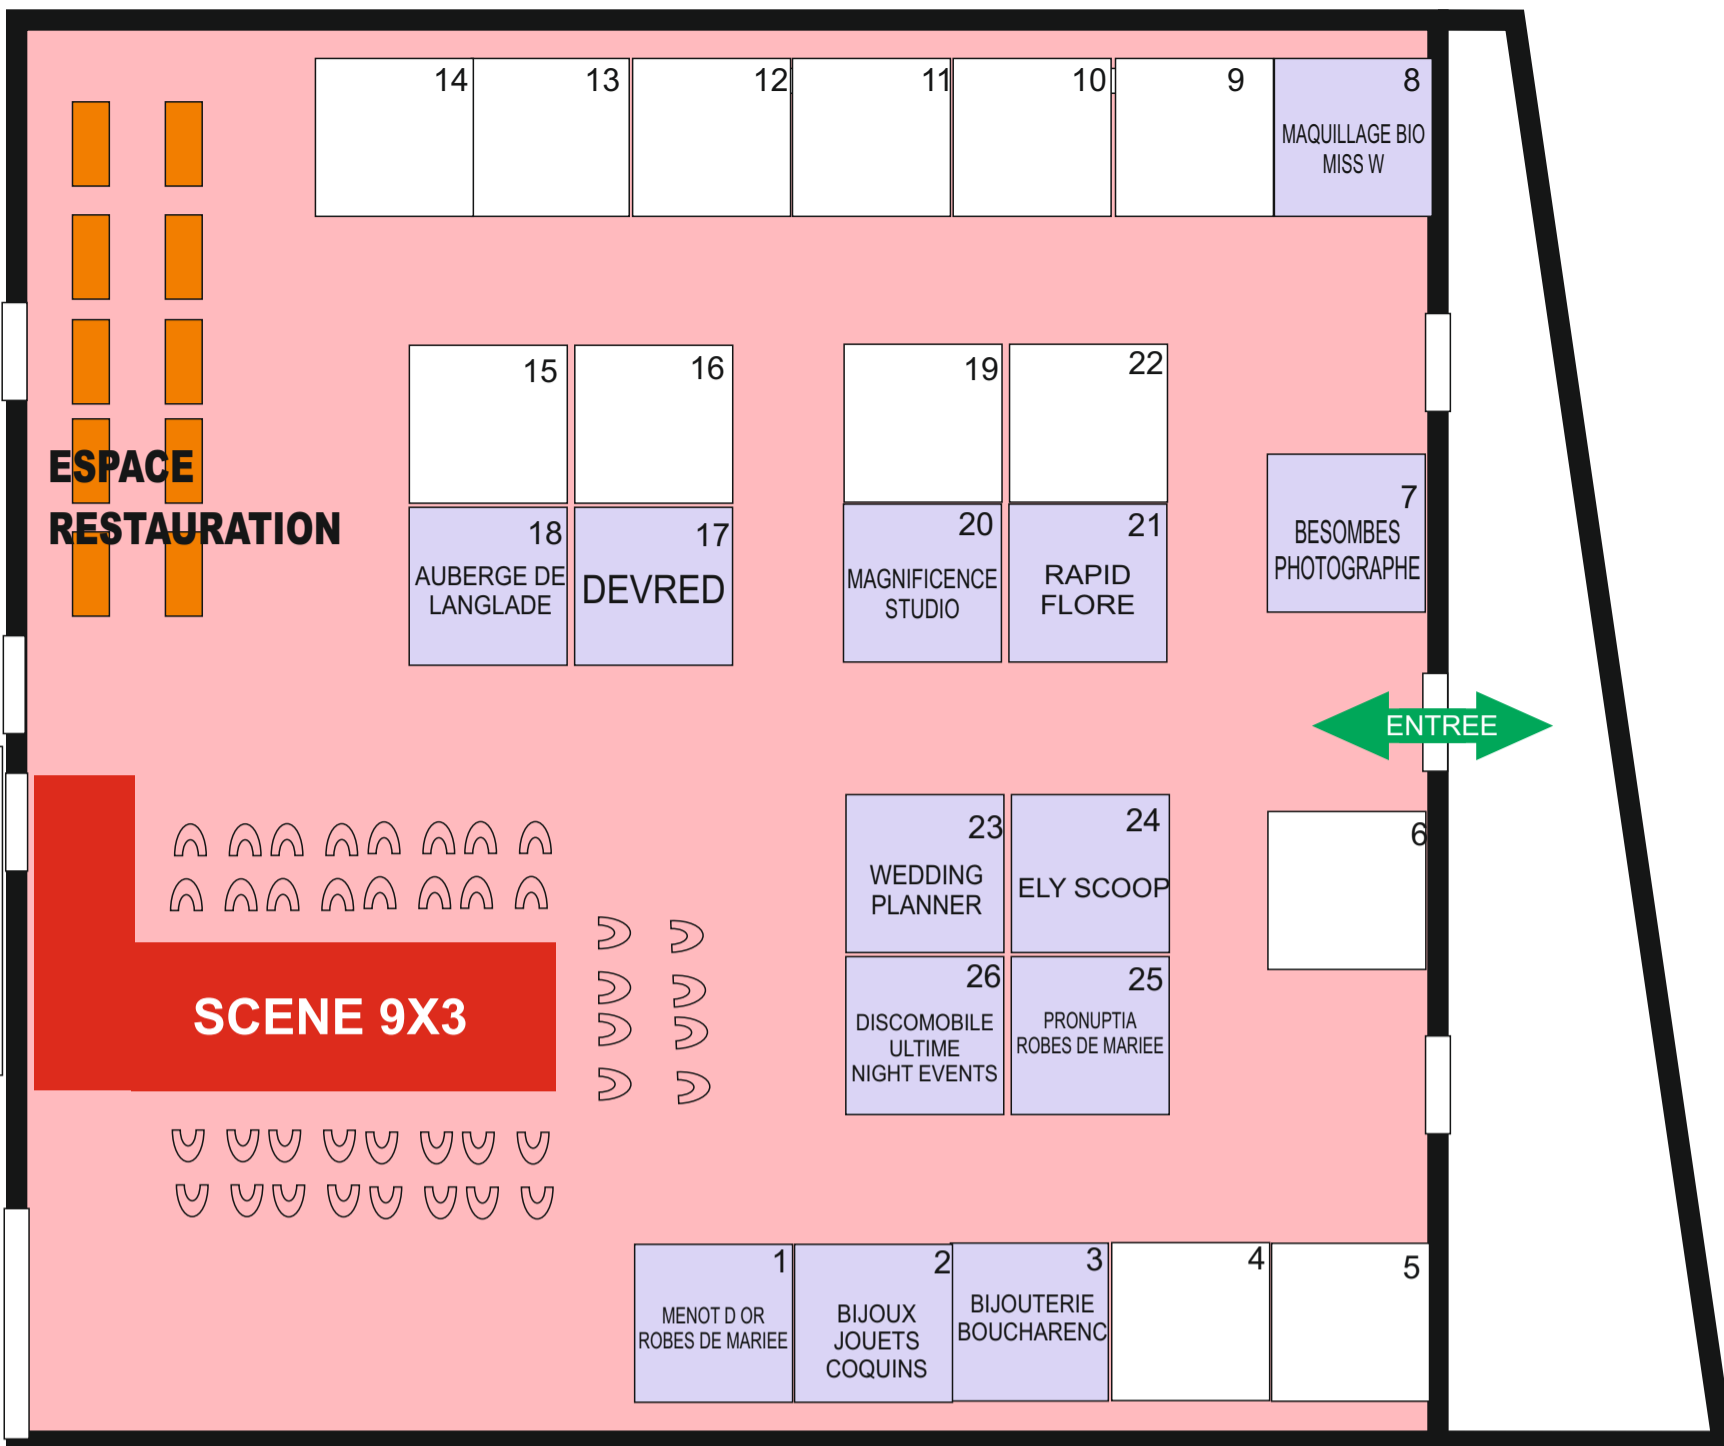 14
13
12
11
10
9
8
MAQUILLAGE BIO
MISS W
15
16
19
22
ESPACE
RESTAURATION
18
AUBERGE DE
LANGLADE
17
DEVRED
20
MAGNIFICENCE
STUDIO
21
RAPID
FLORE
7
BESOMBES
PHOTOGRAPHE
ENTREE
23
WEDDING
PLANNER
24
ELY SCOOP
6
SCENE 9X3
26
DISCOMOBILE
ULTIME
NIGHT EVENTS
25
PRONUPTIA
ROBES DE MARIEE
1
MENOT D OR
ROBES DE MARIEE
2
BIJOUX
JOUETS
COQUINS
3
BIJOUTERIE
BOUCHARENC
4
5